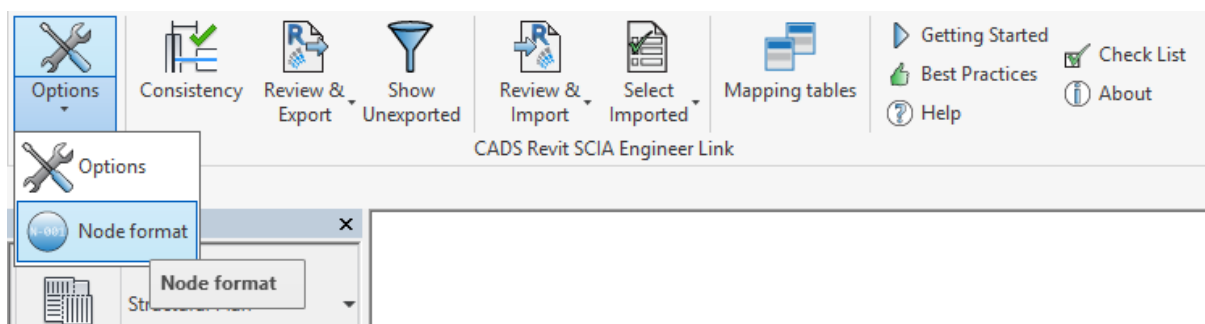 Options
Consistency
Review &
Export
Show
Unexported
Review &
Import
Select
Imported
Mapping tables
Getting Started
Best Practices
Help
Check List
About
CADS Revit SCIA Engineer Link
Options
N-001
Node format
Node format